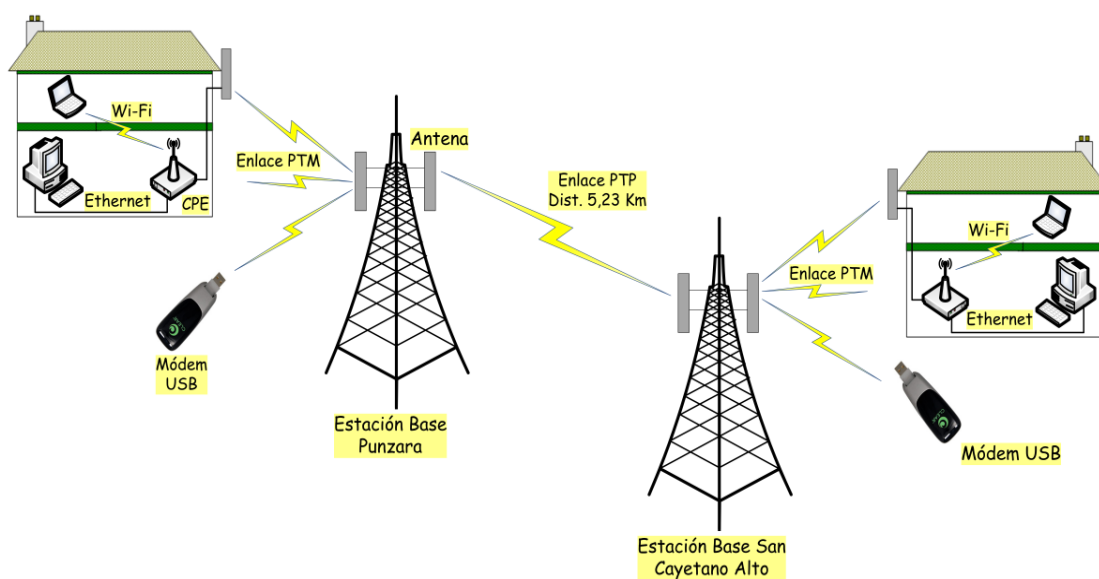 Wi-Fi
Ethernet
CPE
Enlace PTM
Antena
Módem
USB
Estación Base
Punzara
Enlace PTP
Dist. 5,23 Km
Enlace PTM
Wi-Fi
Ethernet
Módem USB
Estación Base San
Cayetano Alto